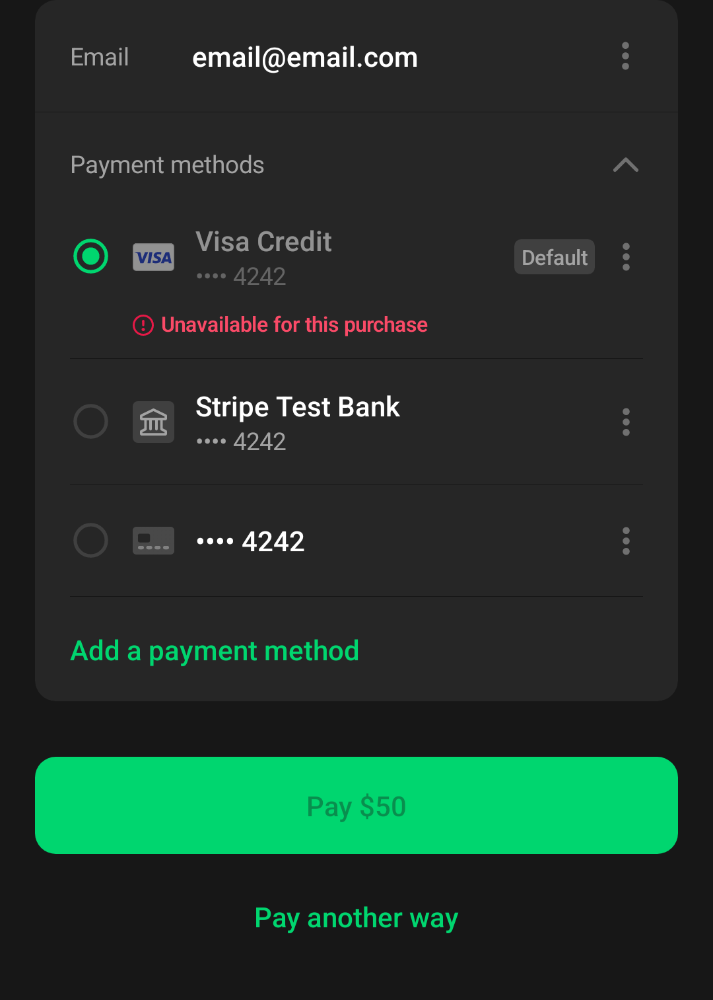 Email email@email.com
Payment methods
VISA Visa Credit Default
•••• 4242
Unavailable for this purchase
Stripe Test Bank
•••• 4242
•••• 4242
Add a payment method
Pay $50
Pay another way